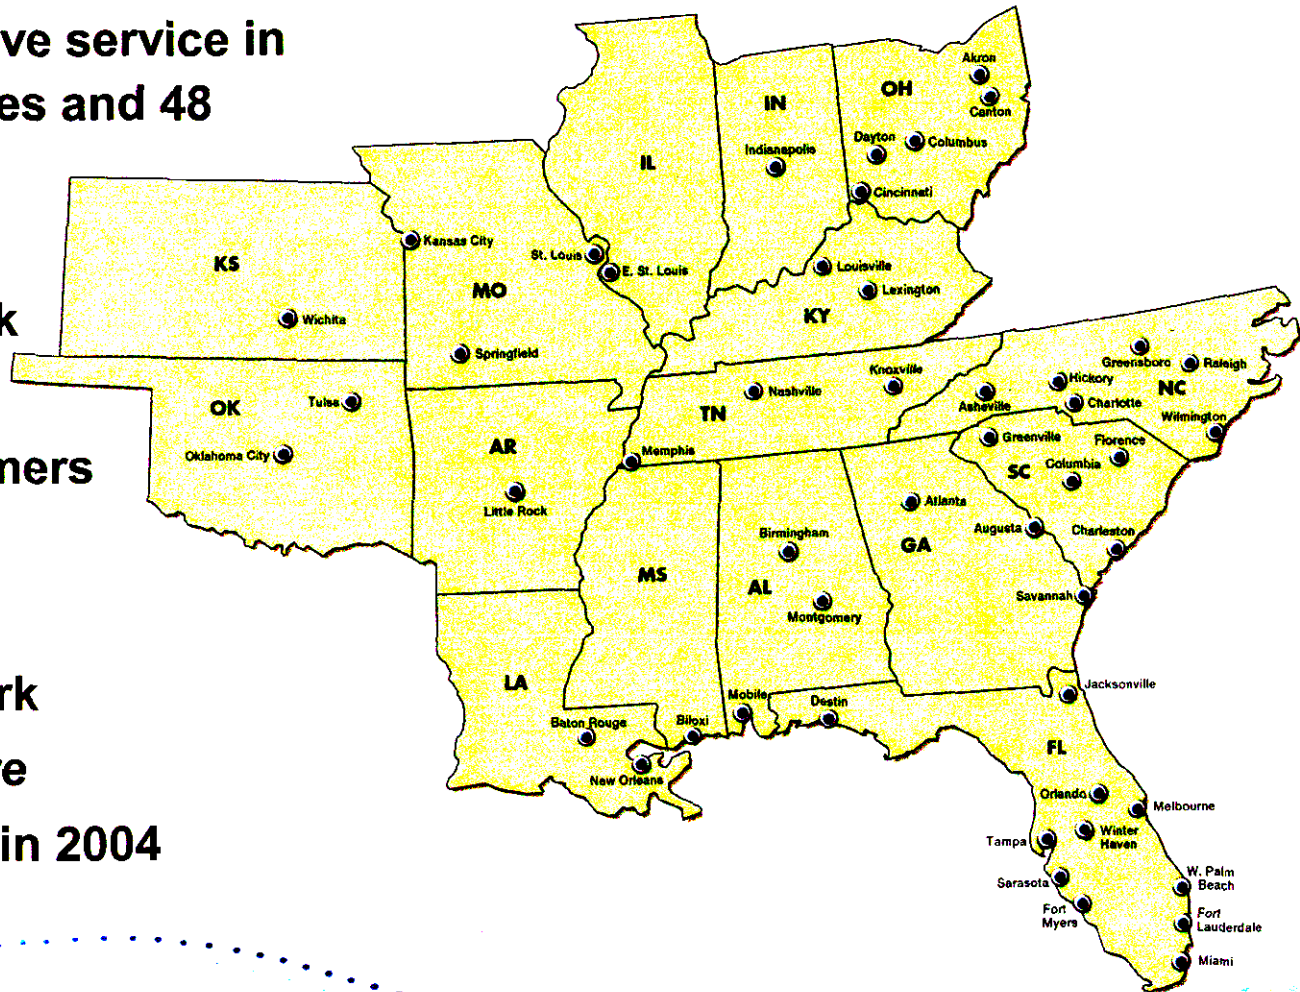 ve service in
es and 48
k
mers
rk
re
in 2004
Akron
OH
Canton
IN
Dayton
Columbus
Indianapolis
IL
Cincinnati
Kansas City
St. Louis
E. St. Louis
Louisville
KS
MO
Lexington
Wichita
KY
Springfield
Greensboro
Raleigh
Knoxville
Hickory
NC
Nashville
Tulsa
Asheville
Charlotte
OK
TN
Wilmington
Greenville
Florence
AR
Memphis
Oklahoma City
SC
Columbia
Little Rock
Atlanta
Augusta
Charleston
Birmingham
GA
MS
AL
Savannah
Montgomery
LA
Jacksonville
Mobile
Destin
Baton Rouge
Biloxi
FL
New Orleans
Orlando
Melbourne
Tampa
Winter
Haven
Sarasota
W. Palm
Beach
Fort
Myers
Fort
Lauderdale
Miami